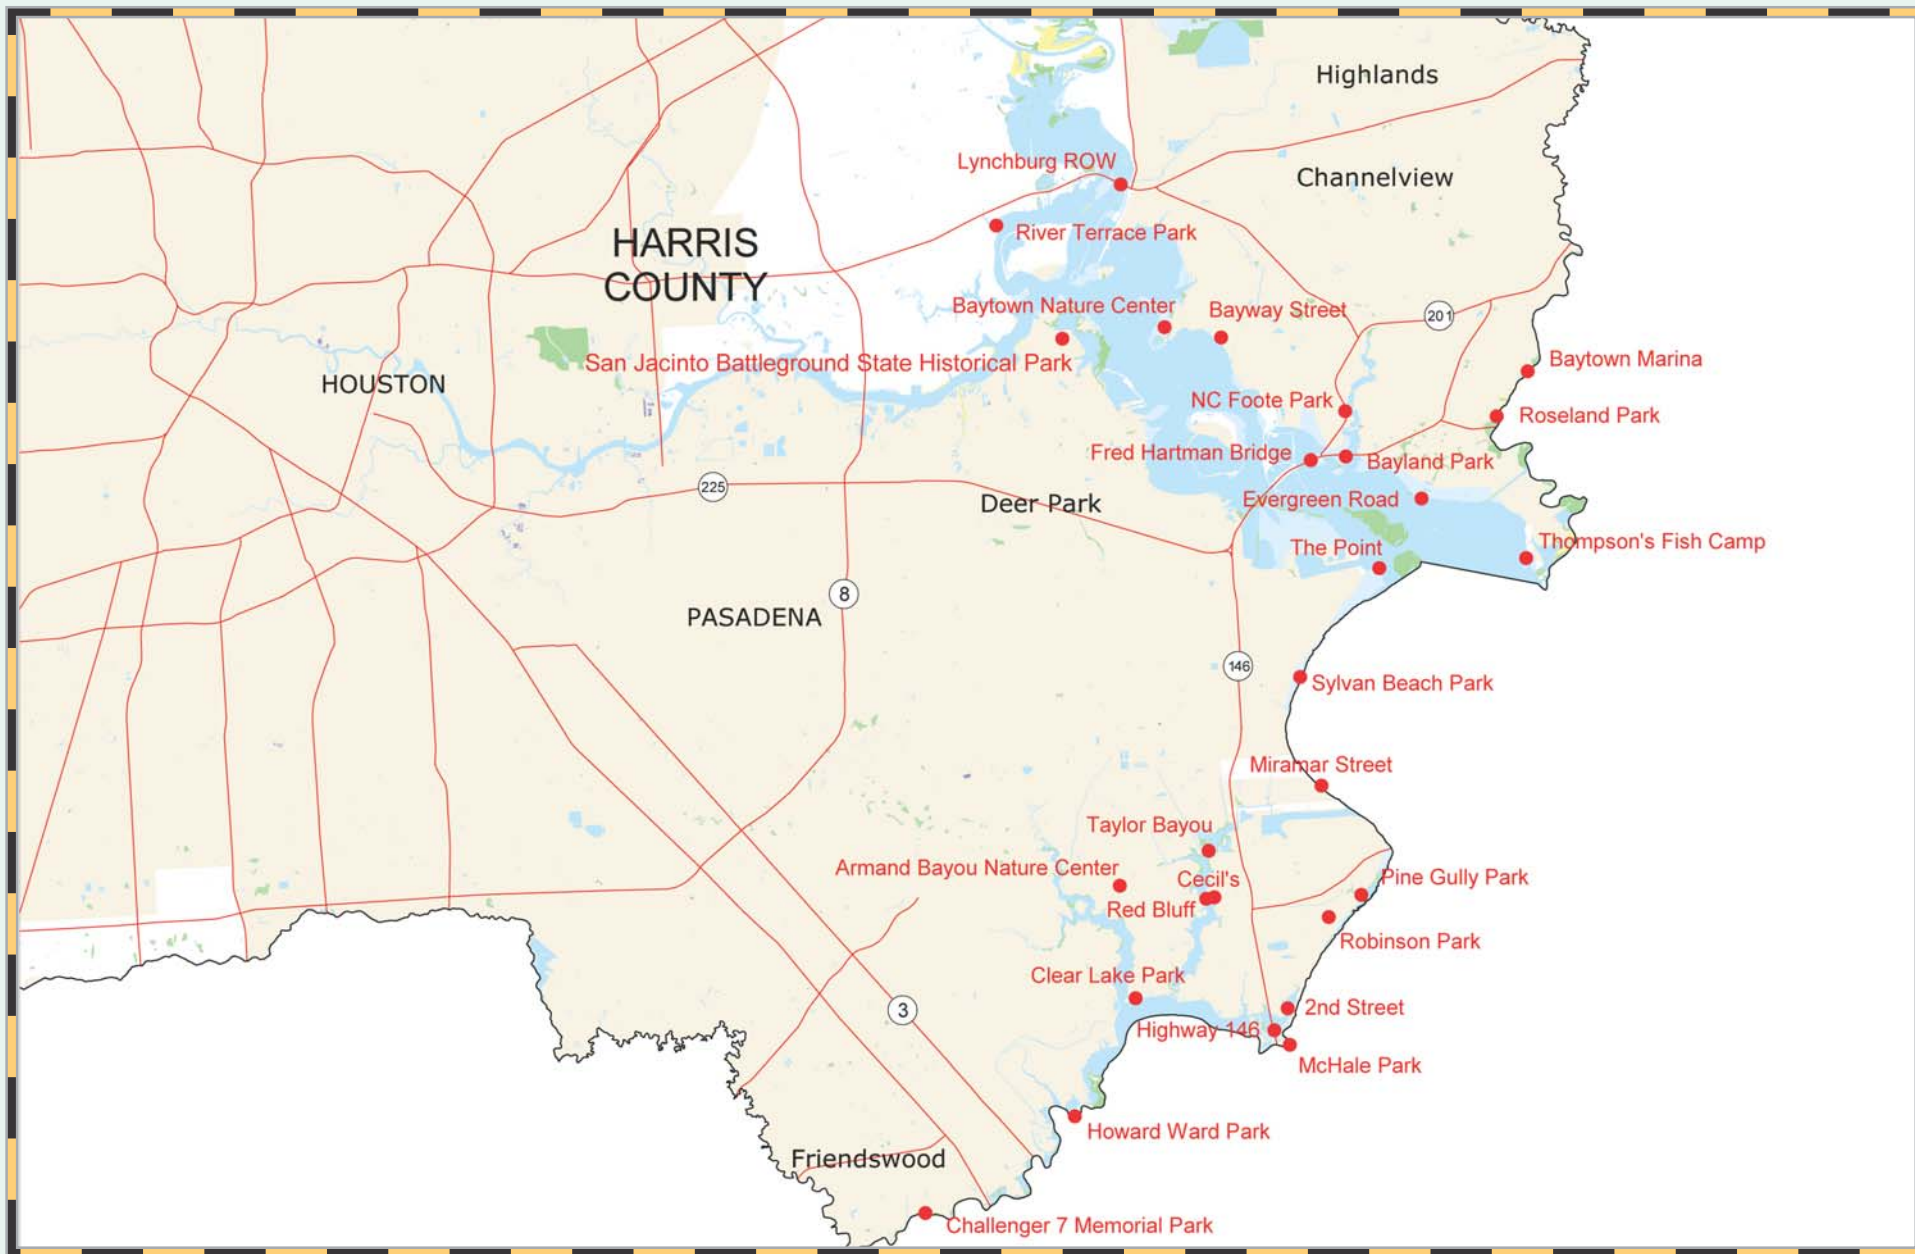 Highlands
Lynchburg ROW
Channelview
River Terrace Park
HARRIS
COUNTY
Baytown Nature Center
Bayway Street
201
San Jacinto Battleground State Historical Park
Baytown Marina
HOUSTON
NC Foote Park
Roseland Park
Fred Hartman Bridge
Bayland Park
225
Deer Park
Evergreen Road
The Point
Thompson's Fish Camp
8
PASADENA
146
Sylvan Beach Park
Miramar Street
Taylor Bayou
Armand Bayou Nature Center
Cecil's
Pine Gully Park
Red Bluff
Robinson Park
Clear Lake Park
3
2nd Street
Highway 146
McHale Park
Howard Ward Park
Friendswood
Challenger 7 Memorial Park